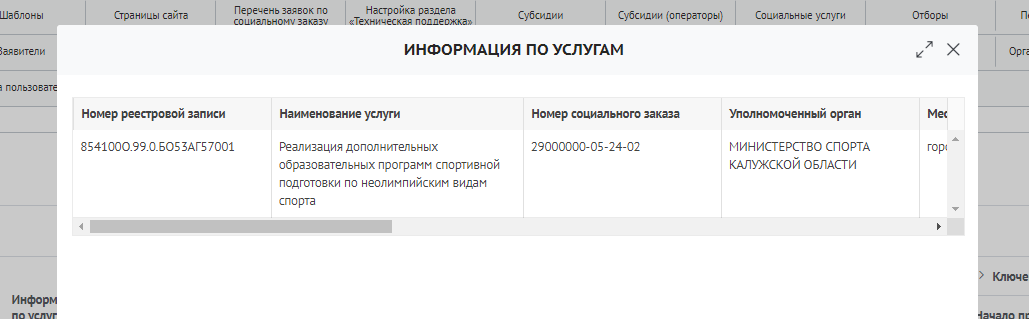 Шаблоны
Страницы сайта
Перечень заявок по
социальному заказу
Настройка раздела
«Техническая поддержка»
Субсидии
Субсидии (операторы)
Социальные услуги
Отборы
Заявители
ИНФОРМАЦИЯ ПО УСЛУГАМ
Номер реестровой записи
Наименование услуги
Номер социального заказа
Уполномоченный орган
Мес
854100О.99.0.БО53АГ57001
Реализация дополнительных
образовательных программ спортивной
подготовки по неолимпийским видам
спорта
29000000-05-24-02
МИНИСТЕРСТВО СПОРТА
КАЛУЖСКОЙ ОБЛАСТИ
горо
Информ
по услуг
Ключе
Начало пр